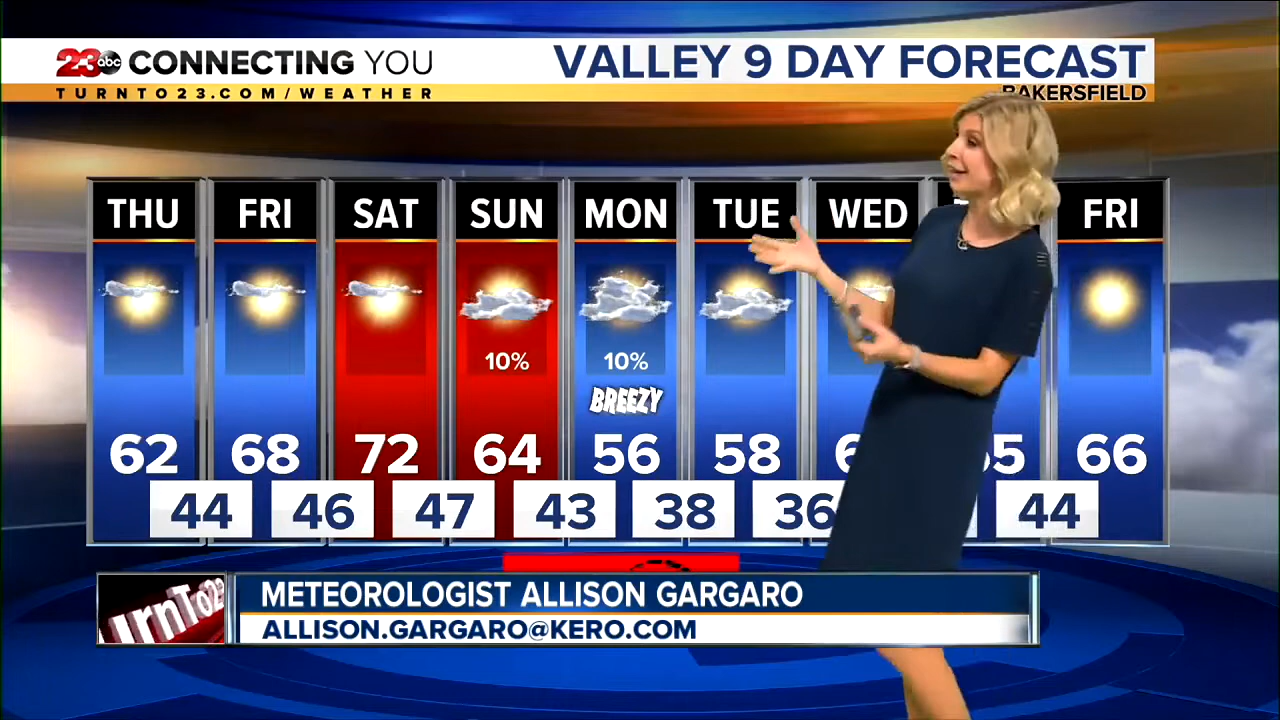 23 abc CONNECTING YOU
TURNTO23.COM/WEATHER
VALLEY 9 DAY FORECAST
BAKERSFIELD
THU FRI SAT SUN MON TUE WED FRI
10% 10%
BREEZY
62 68 72 64 56 58 66
44 46 47 43 38 36 44
METEOROLOGIST ALLISON GARGARO
ALLISON.GARGARO@KERO.COM